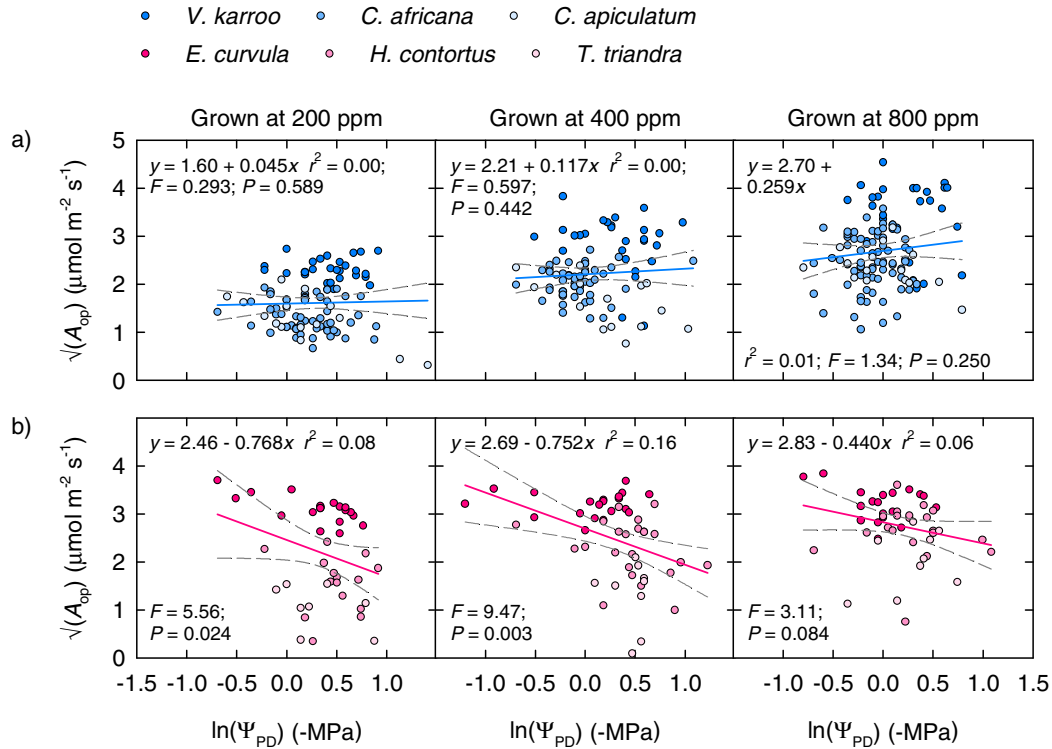 V. karroo C. africana C. apiculatum
E. curvula H. contortus T. triandra
Grown at 200 ppm Grown at 400 ppm Grown at 800 ppm
a)
5
4
3
2
1
0
√(Aop) (μmol m⁻² s⁻¹)
y = 1.60 + 0.045x r² = 0.00;
F = 0.293; P = 0.589
y = 2.21 + 0.117x r² = 0.00;
F = 0.597;
P = 0.442
y = 2.70 +
0.259x
r² = 0.01; F = 1.34; P = 0.250
b)
4
3
2
1
0
√(Aop) (μmol m⁻² s⁻¹)
y = 2.46 - 0.768x r² = 0.08
F = 5.56;
P = 0.024
y = 2.69 - 0.752x r² = 0.16
F = 9.47;
P = 0.003
y = 2.83 - 0.440x r² = 0.06
F = 3.11;
P = 0.084
-1.5 -1.0 -0.5 0.0 0.5 1.0 -1.0 -0.5 0.0 0.5 1.0 -1.0 -0.5 0.0 0.5 1.0 1.5
ln(ΨPD) (-MPa) ln(ΨPD) (-MPa) ln(ΨPD) (-MPa)